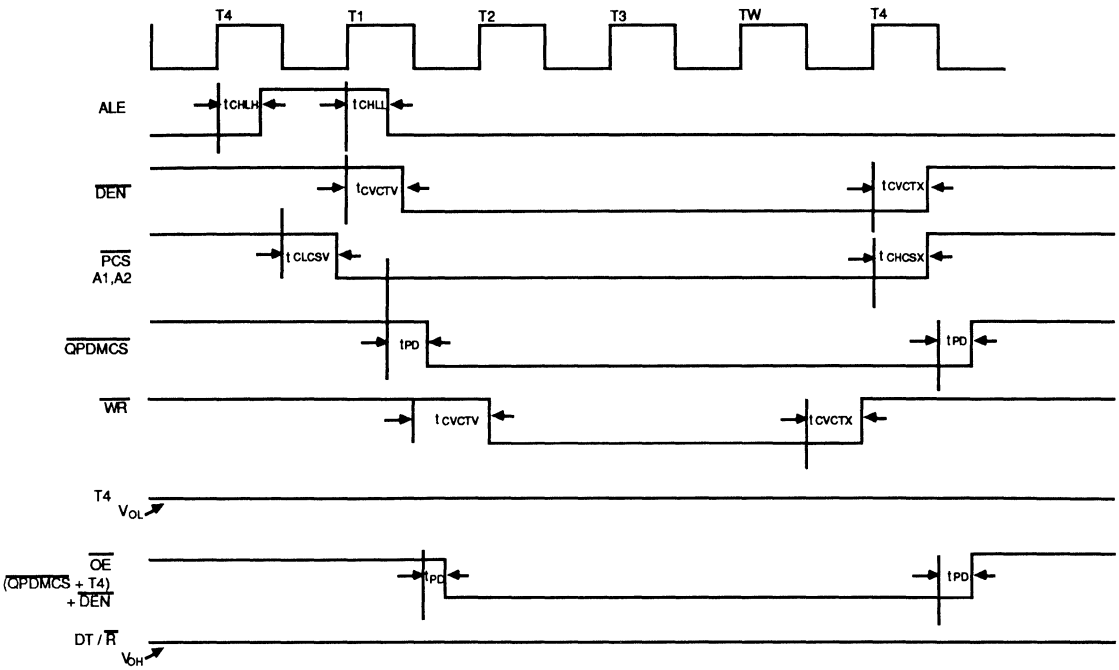 T4 T1 T2 T3 TW T4
ALE tCHLH tCHLL
DEN tCVCTV tCVCTX
PCS tCLCSV tCHCSX
A1,A2
QPDMCS tPD tPD
WR tCVCTV tCVCTX
T4
VOL
OE tPD tPD
(QPDMCS + T4)
+ DEN
DT / R
VOH